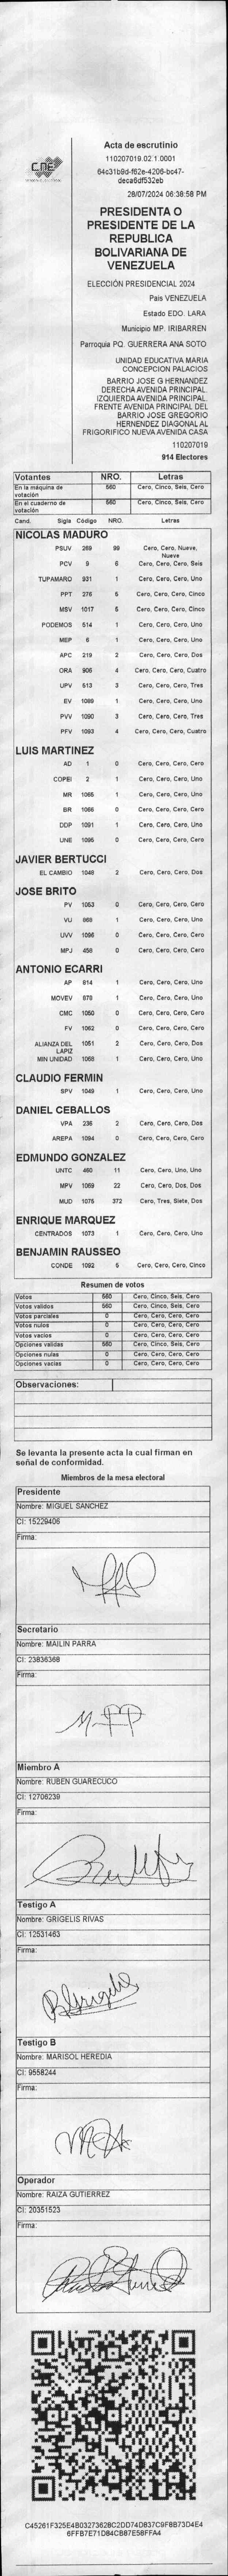 CNE
Acta de escrutinio
110207019.02.1.0001
64c31b9d-f62e-4206-bc47-
deca6df532eb
28/07/2024 06:38:58 PM
PRESIDENTA O
PRESIDENTE DE LA
REPUBLICA
BOLIVARIANA DE
VENEZUELA
ELECCIÓN PRESIDENCIAL 2024
País VENEZUELA
Estado EDO. LARA
Municipio MP. IRIBARREN
Parroquia PQ. GUERRERA ANA SOTO
UNIDAD EDUCATIVA MARIA
CONCEPCION PALACIOS
BARRIO JOSE G HERNANDEZ
DERECHA AVENIDA PRINCIPAL.
IZQUIERDA AVENIDA PRINCIPAL.
FRENTE AVENIDA PRINCIPAL DEL
BARRIO JOSE GREGORIO
HERNENDEZ DIAGONAL AL
FRIGORIFICO NUEVA AVENIDA CASA
110207019
914 Electores
Votantes NRO. Letras
En la máquina de votación 560 Cero, Cinco, Seis, Cero
En el cuaderno de votación 560 Cero, Cinco, Seis, Cero
Cand. Sigla Código NRO. Letras
NICOLAS MADURO
PSUV 269 99 Cero, Cero, Nueve, Nueve
PCV 9 6 Cero, Cero, Cero, Seis
TUPAMARO 931 1 Cero, Cero, Cero, Uno
PPT 276 5 Cero, Cero, Cero, Cinco
MSV 1017 5 Cero, Cero, Cero, Cinco
PODEMOS 514 1 Cero, Cero, Cero, Uno
MEP 6 1 Cero, Cero, Cero, Uno
APC 219 2 Cero, Cero, Cero, Dos
ORA 906 4 Cero, Cero, Cero, Cuatro
UPV 513 3 Cero, Cero, Cero, Tres
EV 1089 1 Cero, Cero, Cero, Uno
PVV 1090 3 Cero, Cero, Cero, Tres
PFV 1093 4 Cero, Cero, Cero, Cuatro
LUIS MARTINEZ
AD 1 0 Cero, Cero, Cero, Cero
COPEI 2 1 Cero, Cero, Cero, Uno
MR 1065 1 Cero, Cero, Cero, Uno
BR 1066 0 Cero, Cero, Cero, Cero
DDP 1091 1 Cero, Cero, Cero, Uno
UNE 1095 0 Cero, Cero, Cero, Cero
JAVIER BERTUCCI
EL CAMBIO 1048 2 Cero, Cero, Cero, Dos
JOSE BRITO
PV 1053 0 Cero, Cero, Cero, Cero
VU 868 1 Cero, Cero, Cero, Uno
UVV 1096 0 Cero, Cero, Cero, Cero
MPJ 458 0 Cero, Cero, Cero, Cero
ANTONIO ECARRI
AP 814 1 Cero, Cero, Cero, Uno
MOVEV 878 1 Cero, Cero, Cero, Uno
CMC 1050 0 Cero, Cero, Cero, Cero
FV 1062 0 Cero, Cero, Cero, Cero
ALIANZA DEL LAPIZ 1051 2 Cero, Cero, Cero, Dos
MIN UNIDAD 1068 1 Cero, Cero, Cero, Uno
CLAUDIO FERMIN
SPV 1049 1 Cero, Cero, Cero, Uno
DANIEL CEBALLOS
VPA 236 2 Cero, Cero, Cero, Dos
AREPA 1094 0 Cero, Cero, Cero, Cero
EDMUNDO GONZALEZ
UNTC 460 11 Cero, Cero, Uno, Uno
MPV 1069 22 Cero, Cero, Dos, Dos
MUD 1075 372 Cero, Tres, Siete, Dos
ENRIQUE MARQUEZ
CENTRADOS 1073 1 Cero, Cero, Cero, Uno
BENJAMIN RAUSSEO
CONDE 1092 5 Cero, Cero, Cero, Cinco
Resumen de votos
Votos 560 Cero, Cinco, Seis, Cero
Votos validos 560 Cero, Cinco, Seis, Cero
Votos parciales 0 Cero, Cero, Cero, Cero
Votos nulos 0 Cero, Cero, Cero, Cero
Votos vacios 0 Cero, Cero, Cero, Cero
Opciones validas 560 Cero, Cinco, Seis, Cero
Opciones nulas 0 Cero, Cero, Cero, Cero
Opciones vacias 0 Cero, Cero, Cero, Cero
Observaciones:
Se levanta la presente acta la cual firman en
señal de conformidad.
Miembros de la mesa electoral
Presidente
Nombre: MIGUEL SANCHEZ
CI: 15229406
Firma:
Secretario
Nombre: MAILIN PARRA
CI: 23836368
Firma:
Miembro A
Nombre: RUBEN GUARECUCO
CI: 12706239
Firma:
Testigo A
Nombre: GRIGELIS RIVAS
CI: 12531463
Firma:
Testigo B
Nombre: MARISOL HEREDIA
CI: 9558244
Firma:
Operador
Nombre: RAIZA GUTIERREZ
CI: 20351523
Firma:
C45261F325E4B03273628C2DD74D837C9F8B73D4E4
6FFB7E71D84CB87E58FFA4